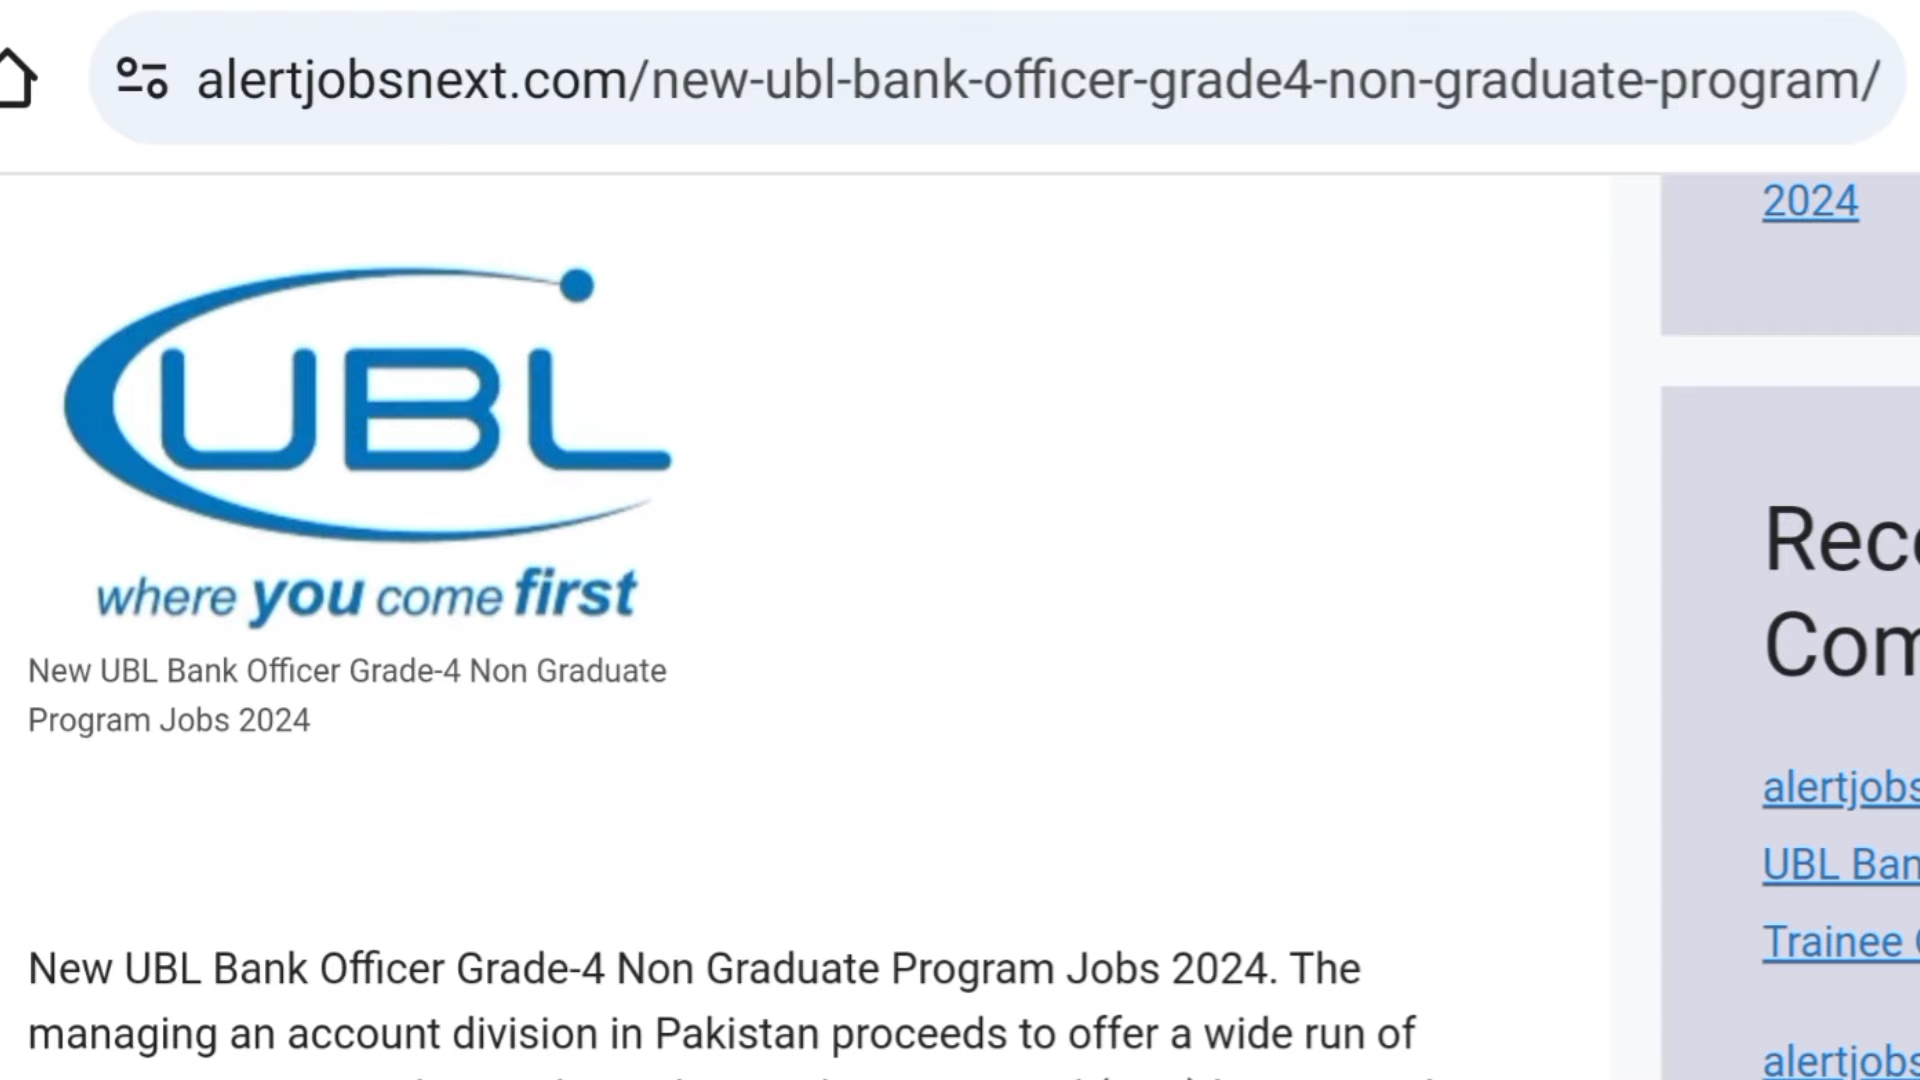 alertjobsnext.com/new-ubl-bank-officer-grade4-non-graduate-program/
2024
UBL
where you come first
New UBL Bank Officer Grade-4 Non Graduate
Program Jobs 2024
New UBL Bank Officer Grade-4 Non Graduate Program Jobs 2024. The
managing an account division in Pakistan proceeds to offer a wide run of
Rec
Com
alertjobs
UBL Ban
Trainee
alertjobs